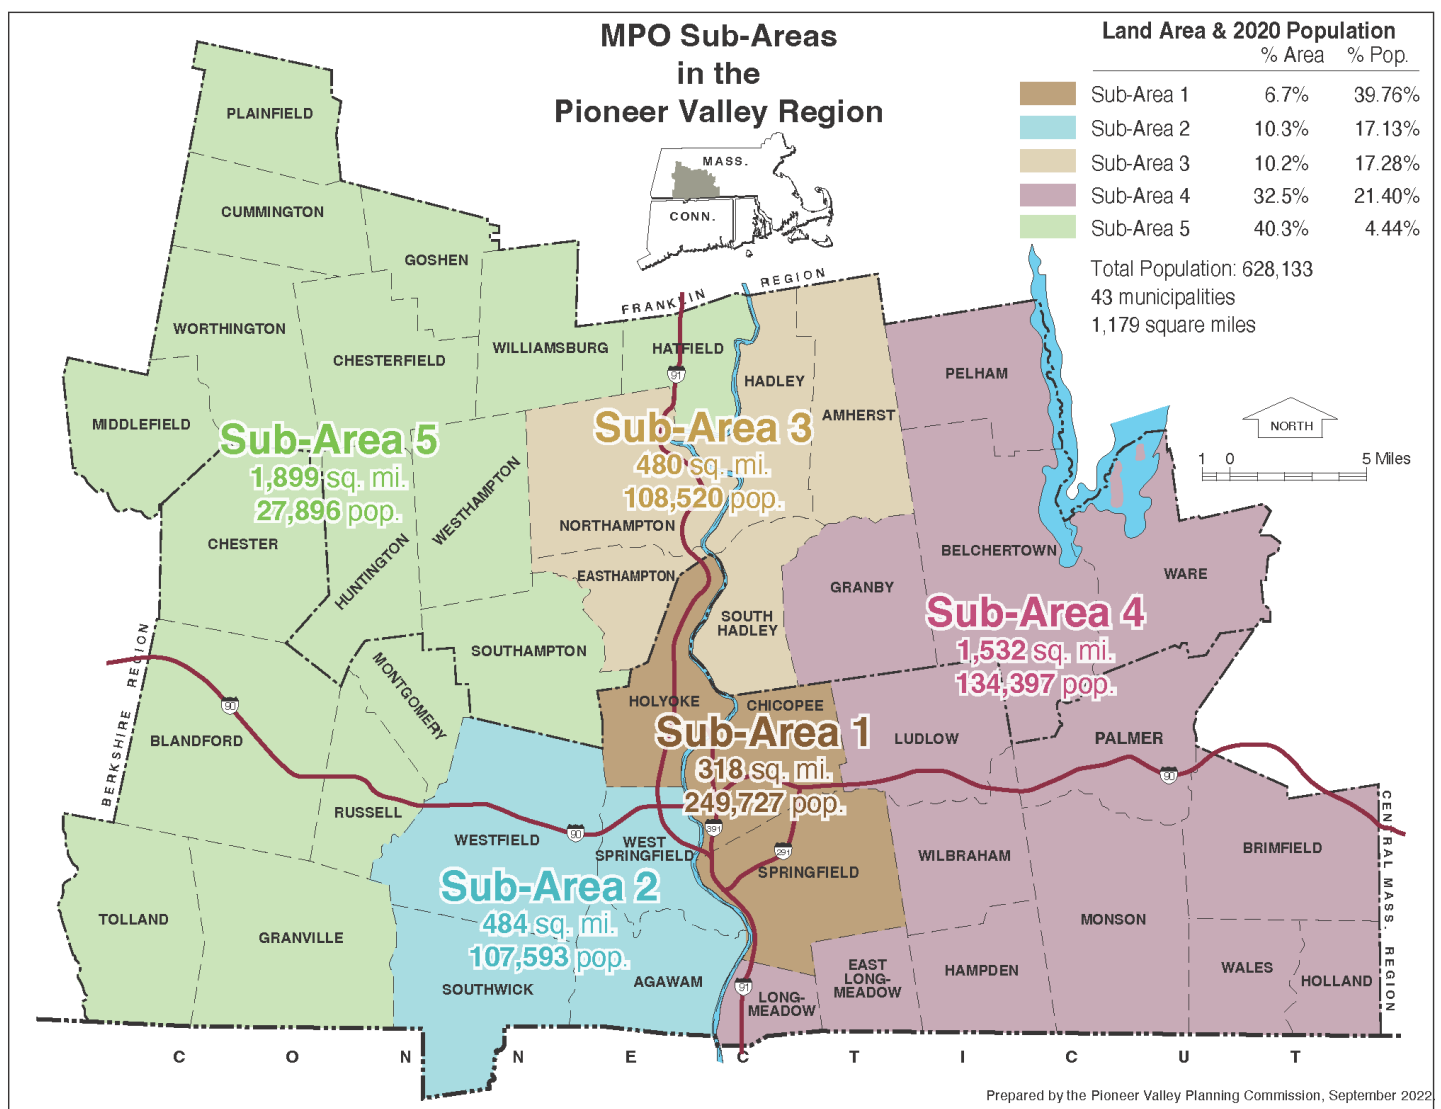 MPO Sub-Areas
in the
Pioneer Valley Region
Land Area & 2020 Population
% Area % Pop.
Sub-Area 1 6.7% 39.76%
Sub-Area 2 10.3% 17.13%
Sub-Area 3 10.2% 17.28%
Sub-Area 4 32.5% 21.40%
Sub-Area 5 40.3% 4.44%
Total Population: 628,133
43 municipalities
1,179 square miles
MASS.
CONN.
NORTH
1 0 5 Miles
FRANKLIN REGION
PLAINFIELD
CUMMINGTON
GOSHEN
WORTHINGTON
CHESTERFIELD
WILLIAMSBURG
HATFIELD
91
HADLEY
PELHAM
MIDDLEFIELD
AMHERST
Sub-Area 5
1,899 sq. mi.
27,896 pop.
Sub-Area 3
480 sq. mi.
108,520 pop.
WESTHAMPTON
NORTHAMPTON
CHESTER
HUNTINGTON
EASTHAMPTON
BELCHERTOWN
WARE
GRANBY
SOUTH
HADLEY
Sub-Area 4
1,532 sq. mi.
134,397 pop.
BERKSHIRE REGION
SOUTHAMPTON
MONTGOMERY
90
HOLYOKE
CHICOPEE
BLANDFORD
LUDLOW
PALMER
Sub-Area 1
318 sq. mi.
249,727 pop.
90
RUSSELL
WESTFIELD
90
WEST
SPRINGFIELD
391
291
SPRINGFIELD
WILBRAHAM
BRIMFIELD
CENTRAL MASS. REGION
Sub-Area 2
484 sq. mi.
107,593 pop.
TOLLAND
GRANVILLE
MONSON
SOUTHWICK
AGAWAM
91
LONG-
MEADOW
EAST
LONG-
MEADOW
HAMPDEN
WALES
HOLLAND
C O N N E C T I C U T
Prepared by the Pioneer Valley Planning Commission, September 2022.